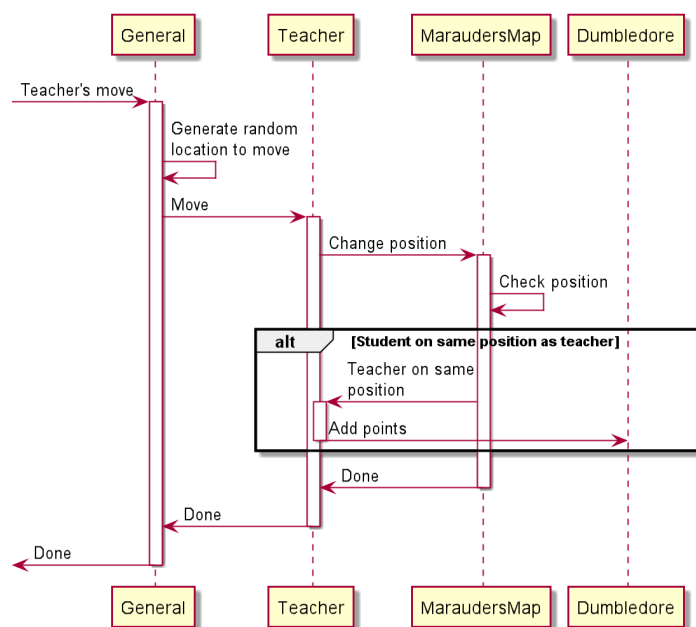 General
Teacher
MaraudersMap
Dumbledore
Teacher's move
Generate random
location to move
Move
Change position
Check position
alt
[Student on same position as teacher]
Teacher on same
position
Add points
Done
Done
Done
General
Teacher
MaraudersMap
Dumbledore